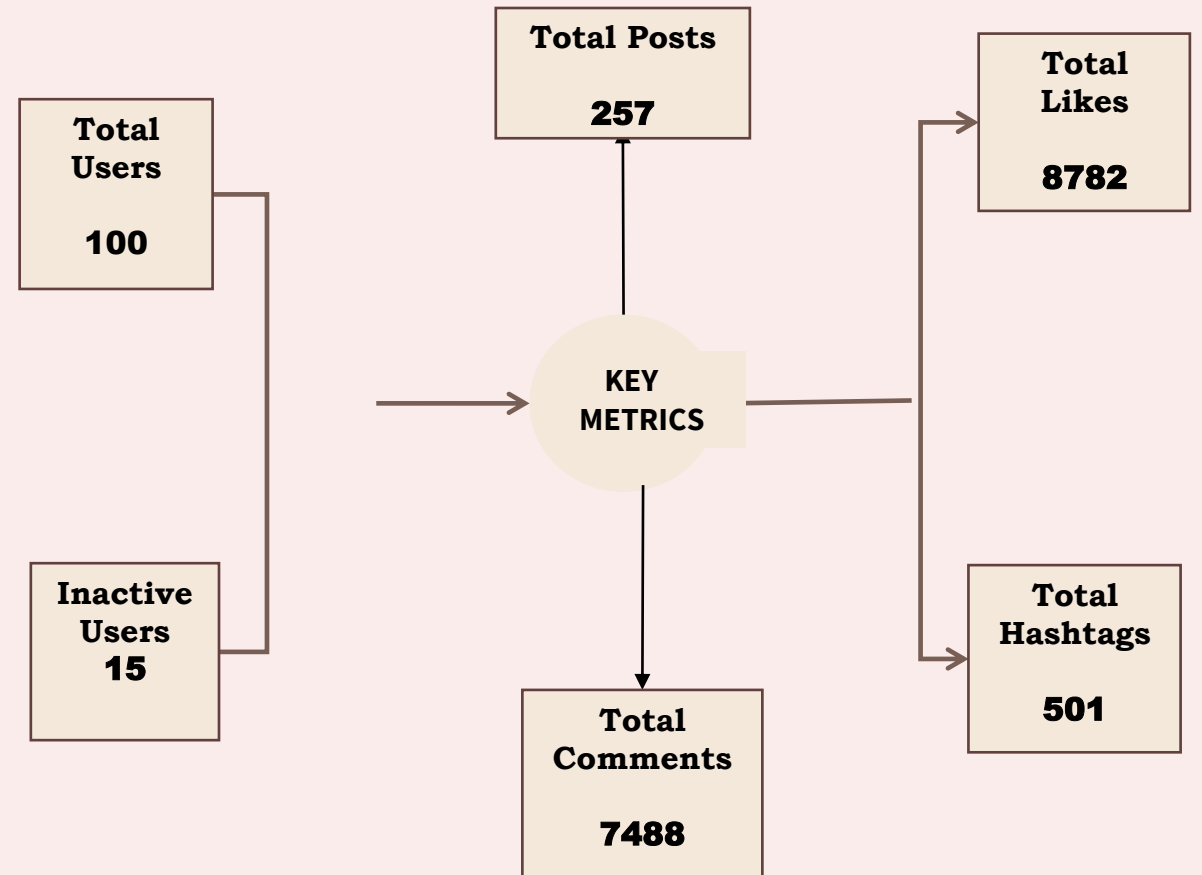 Total Posts
257
Total
Likes
8782
Total
Users
100
KEY
METRICS
Inactive
Users
15
Total
Hashtags
501
Total
Comments
7488